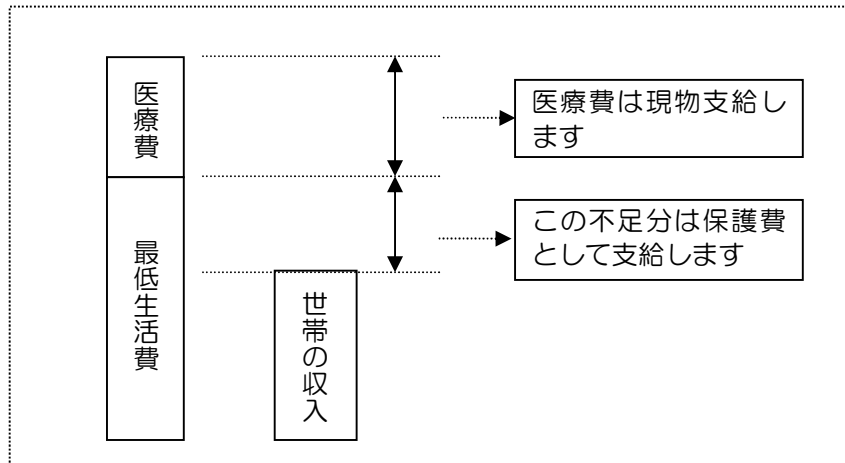 医療費
医療費は現物支給し
ます
最低生活費
この不足分は保護費
として支給します
世帯の収入